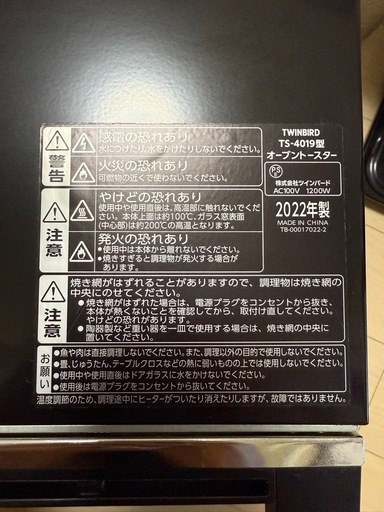 警告
感電の恐れあり
水につけたり、水をかけたりしないでください。
火災の恐れあり
可燃物の近くで使わないでください。
注意
やけどの恐れあり
使用中や使用直後は、高温部に触れないでく
ださい。本体上面は約100℃、ガラス窓表面
(中心部)は約200℃の高温となります。
発火の恐れあり
●使用中は本体から離れないでください。
●焼きすぎると調理物が発火する場合が
あります。
TWINBIRD
TS-4019型
オーブントースター
PS
E
株式会社ツインバード
AC100V 1200W
2022年製
MADE IN CHINA
TB-00017022-2
注意
焼き網がはずれることがありますので、調理物は焼き網の
中央にのせてください。
●焼き網がはずれた場合は、電源プラグをコンセントから抜き、
本体が熱くないことを確認してから、取付け直してください。
やけどの恐れがあります。
●陶器製など重い器を一皿で使用する場合は、焼き網の中央に
置いてください。
お願い
●魚や肉は直接調理しないでください。また、調理以外の目的で使用しないでください。
●畳、じゅうたん、テーブルクロスなどの熱に弱いものの上では使用しないでください。
●使用中や使用直後はドアガラスに水をかけないでください。
●使用後は電源プラグをコンセントから抜いてください。
温度調節のため、調理途中にヒーターがついたり消えたりしますが、故障ではありません。